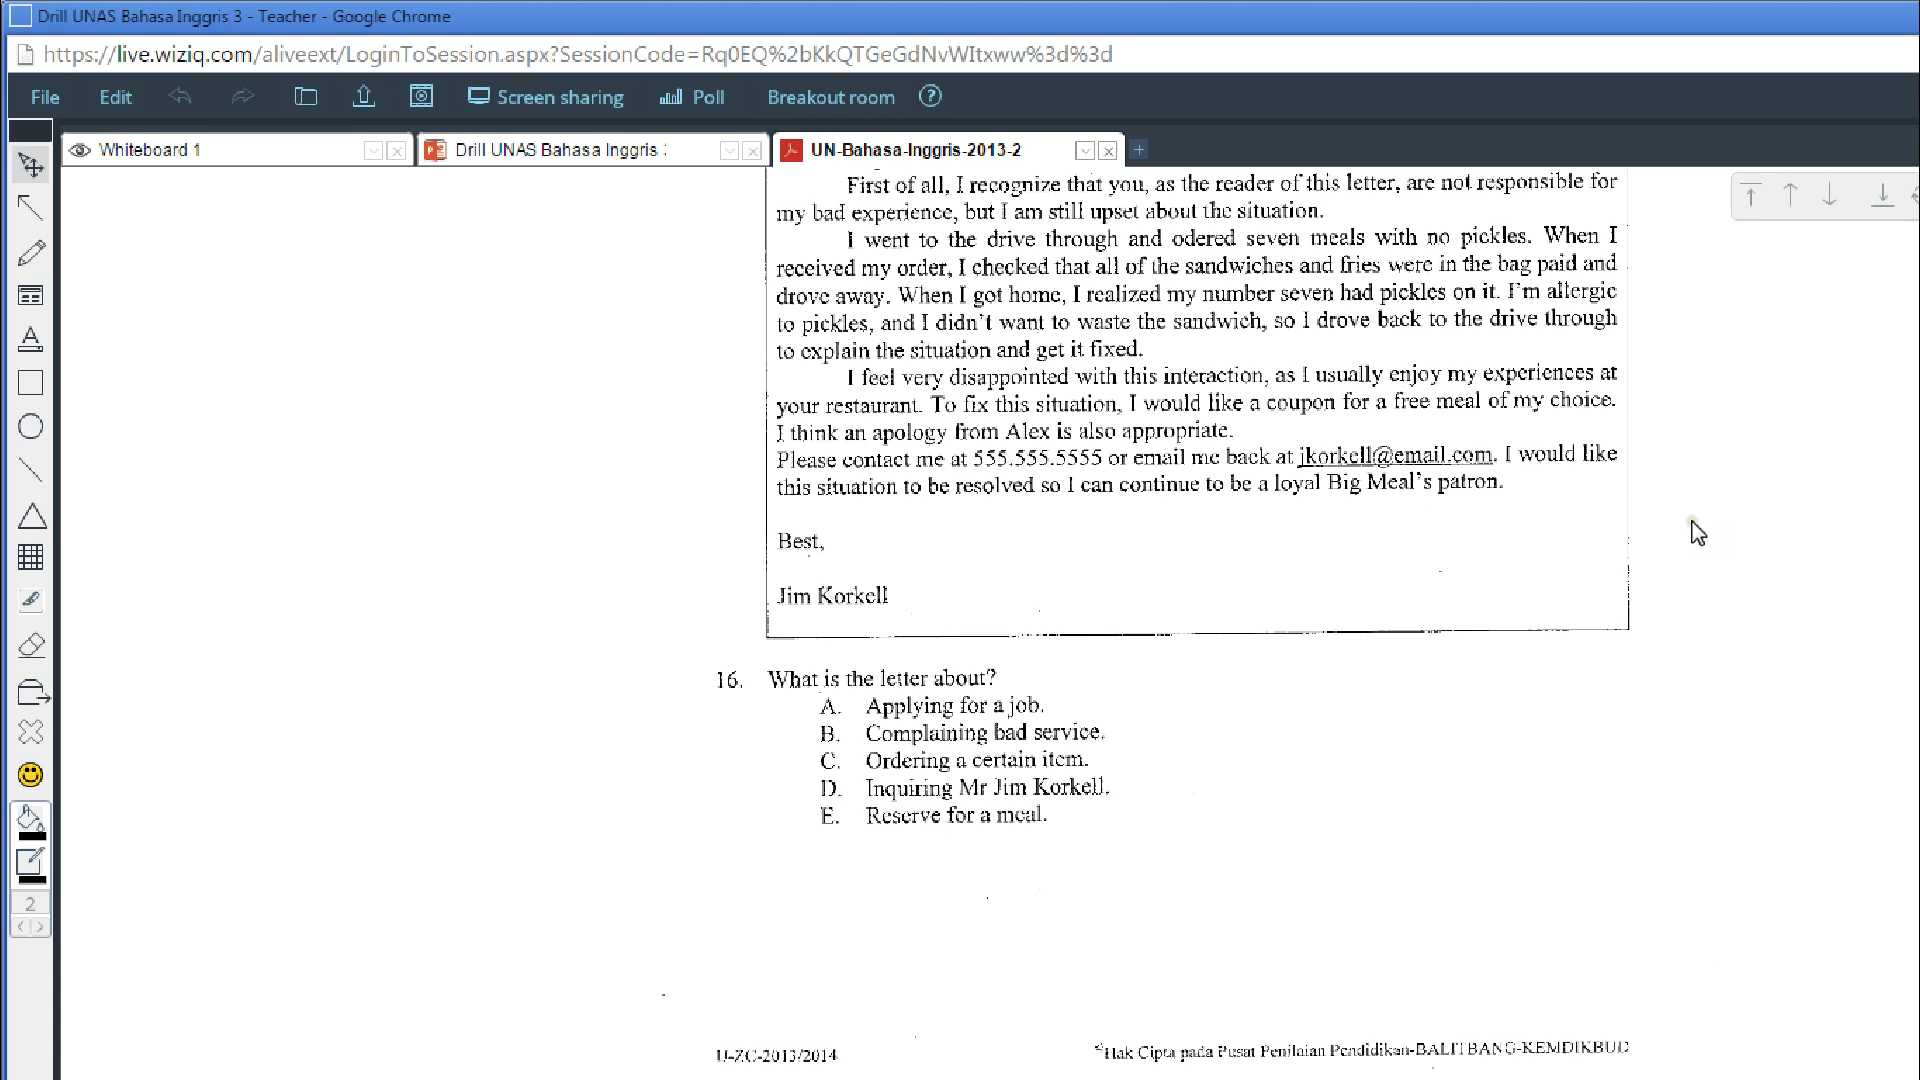 Drill UNAS Bahasa Inggris 3 - Teacher - Google Chrome
https://live.wiziq.com/aliveext/LoginToSession.aspx?SessionCode=Rq0EQ%2bKkQTGeGdNvWItxww%3d%3d
File Edit Screen sharing Poll Breakout room ?
Whiteboard 1 Drill UNAS Bahasa Inggris UN-Bahasa-Inggris-2013-2 +
First of all, I recognize that you, as the reader of this letter, are not responsible for
my bad experience, but I am still upset about the situation.
I went to the drive through and odered seven meals with no pickles. When I
received my order, I checked that all of the sandwiches and fries were in the bag paid and
drove away. When I got home, I realized my number seven had pickles on it. I'm allergic
to pickles, and I didn't want to waste the sandwich, so I drove back to the drive through
to explain the situation and get it fixed.
I feel very disappointed with this interaction, as I usually enjoy my experiences at
your restaurant. To fix this situation, I would like a coupon for a free meal of my choice.
I think an apology from Alex is also appropriate.
Please contact me at 555.555.5555 or email me back at jkorkell@email.com. I would like
this situation to be resolved so I can continue to be a loyal Big Meal's patron.
Best,
Jim Korkell
16. What is the letter about?
A. Applying for a job.
B. Complaining bad service.
C. Ordering a certain item.
D. Inquiring Mr Jim Korkell.
E. Reserve for a meal.
2
U-ZC-2013/2014 Hak Cipta pada Pusat Penilaian Pendidikan-BALITBANG-KEMDIKBUD